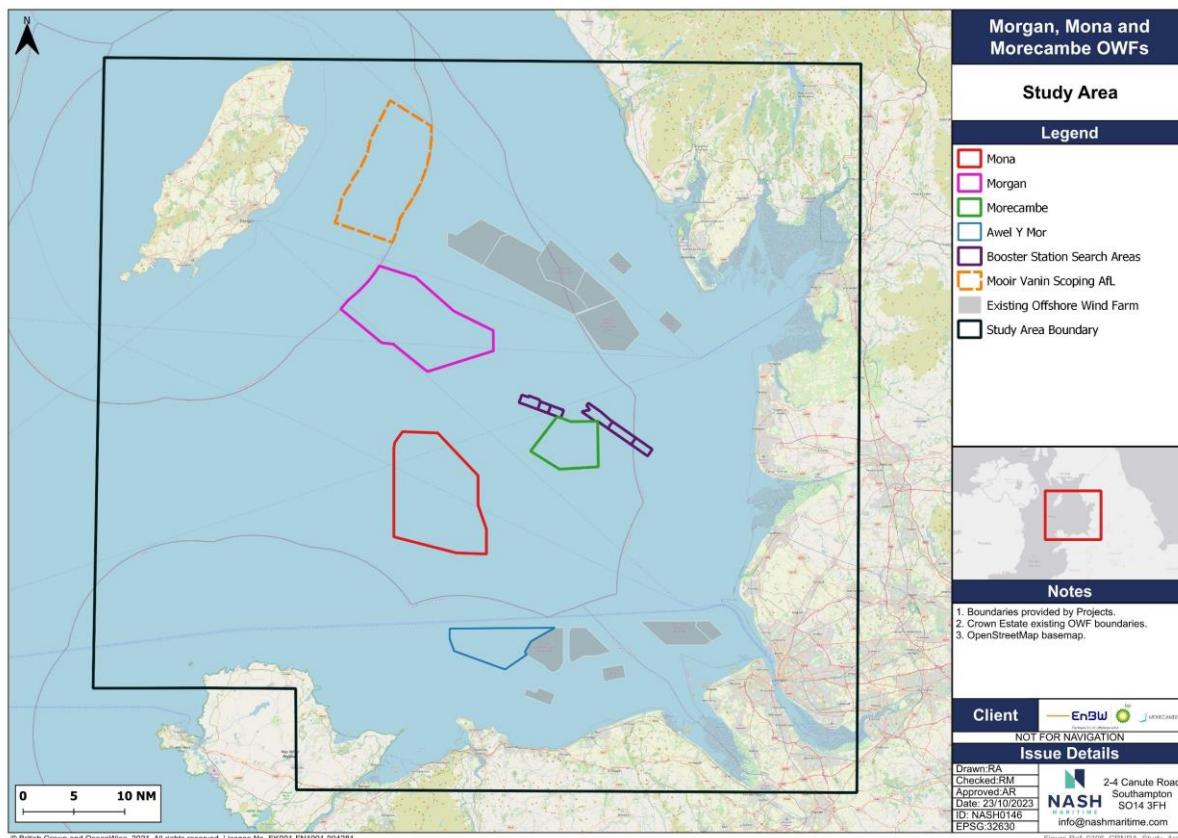 N
0 5 10 NM
Morgan, Mona and
Morecambe OWFs
Study Area
Legend
Mona
Morgan
Morecambe
Awel Y Mor
Booster Station Search Areas
Mooir Vanin Scoping AfL
Existing Offshore Wind Farm
Study Area Boundary
Notes
1. Boundaries provided by Projects.
2. Crown Estate existing OWF boundaries.
3. OpenStreetMap basemap.
Client
EnBW
bp
MORECAMBE
NOT FOR NAVIGATION
Issue Details
Drawn:RA
Checked:RM
Approved:AR
Date: 23/10/2023
ID: NASH0146
EPSG:32630
NASH
MARITIME
2-4 Canute Road
Southampton
SO14 3FH
info@nashmaritime.com